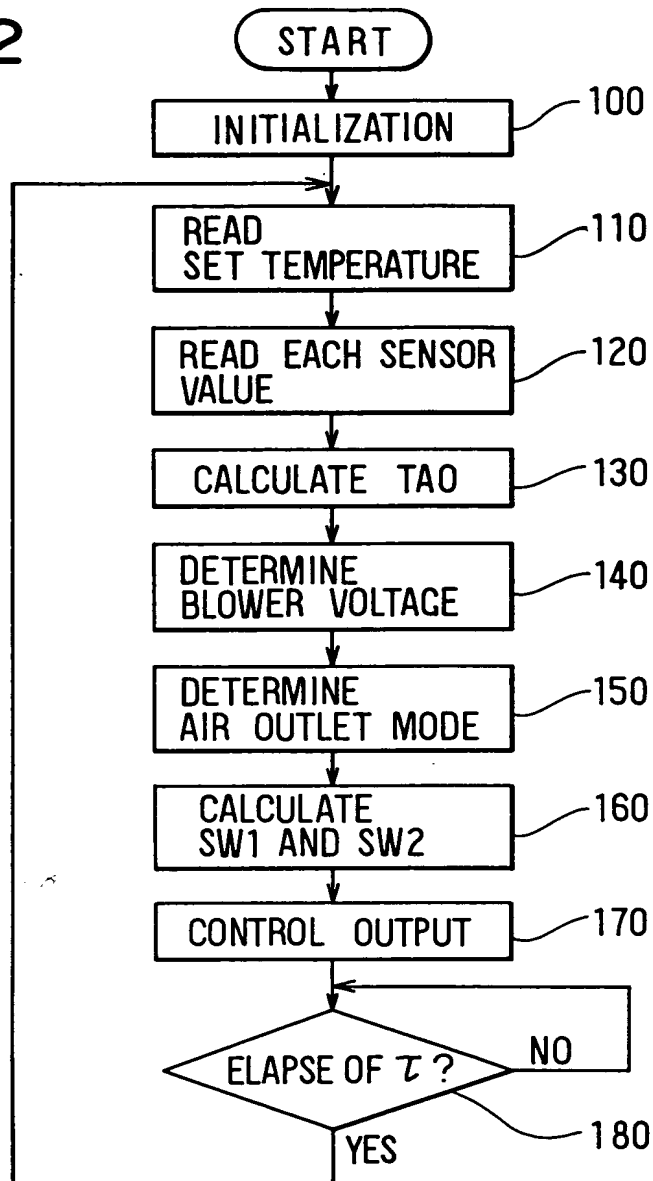 2
START
INITIALIZATION
100
READ
SET TEMPERATURE
110
READ EACH SENSOR
VALUE
120
CALCULATE TAO
130
DETERMINE
BLOWER VOLTAGE
140
DETERMINE
AIR OUTLET MODE
150
CALCULATE
SW1 AND SW2
160
CONTROL OUTPUT
170
ELAPSE OF τ ?
NO
180
YES